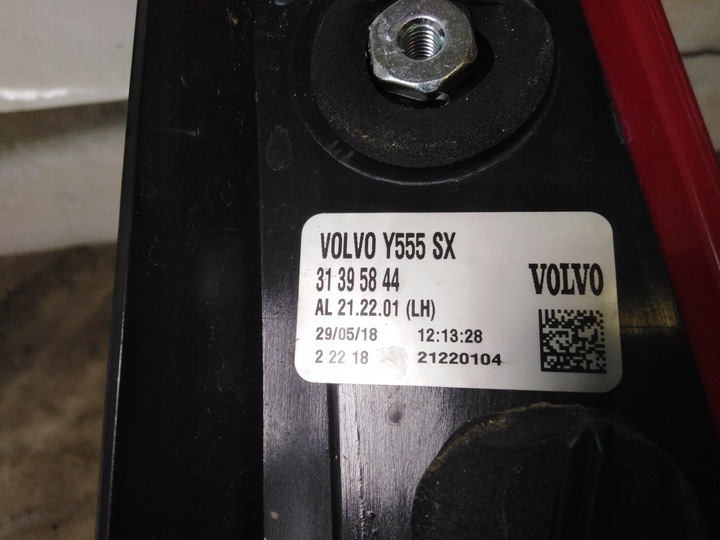 VOLVO Y555 SX
31 39 58 44
VOLVO
AL 21.22.01 (LH)
29/05/18 12:13:28
2 22 18 21220104